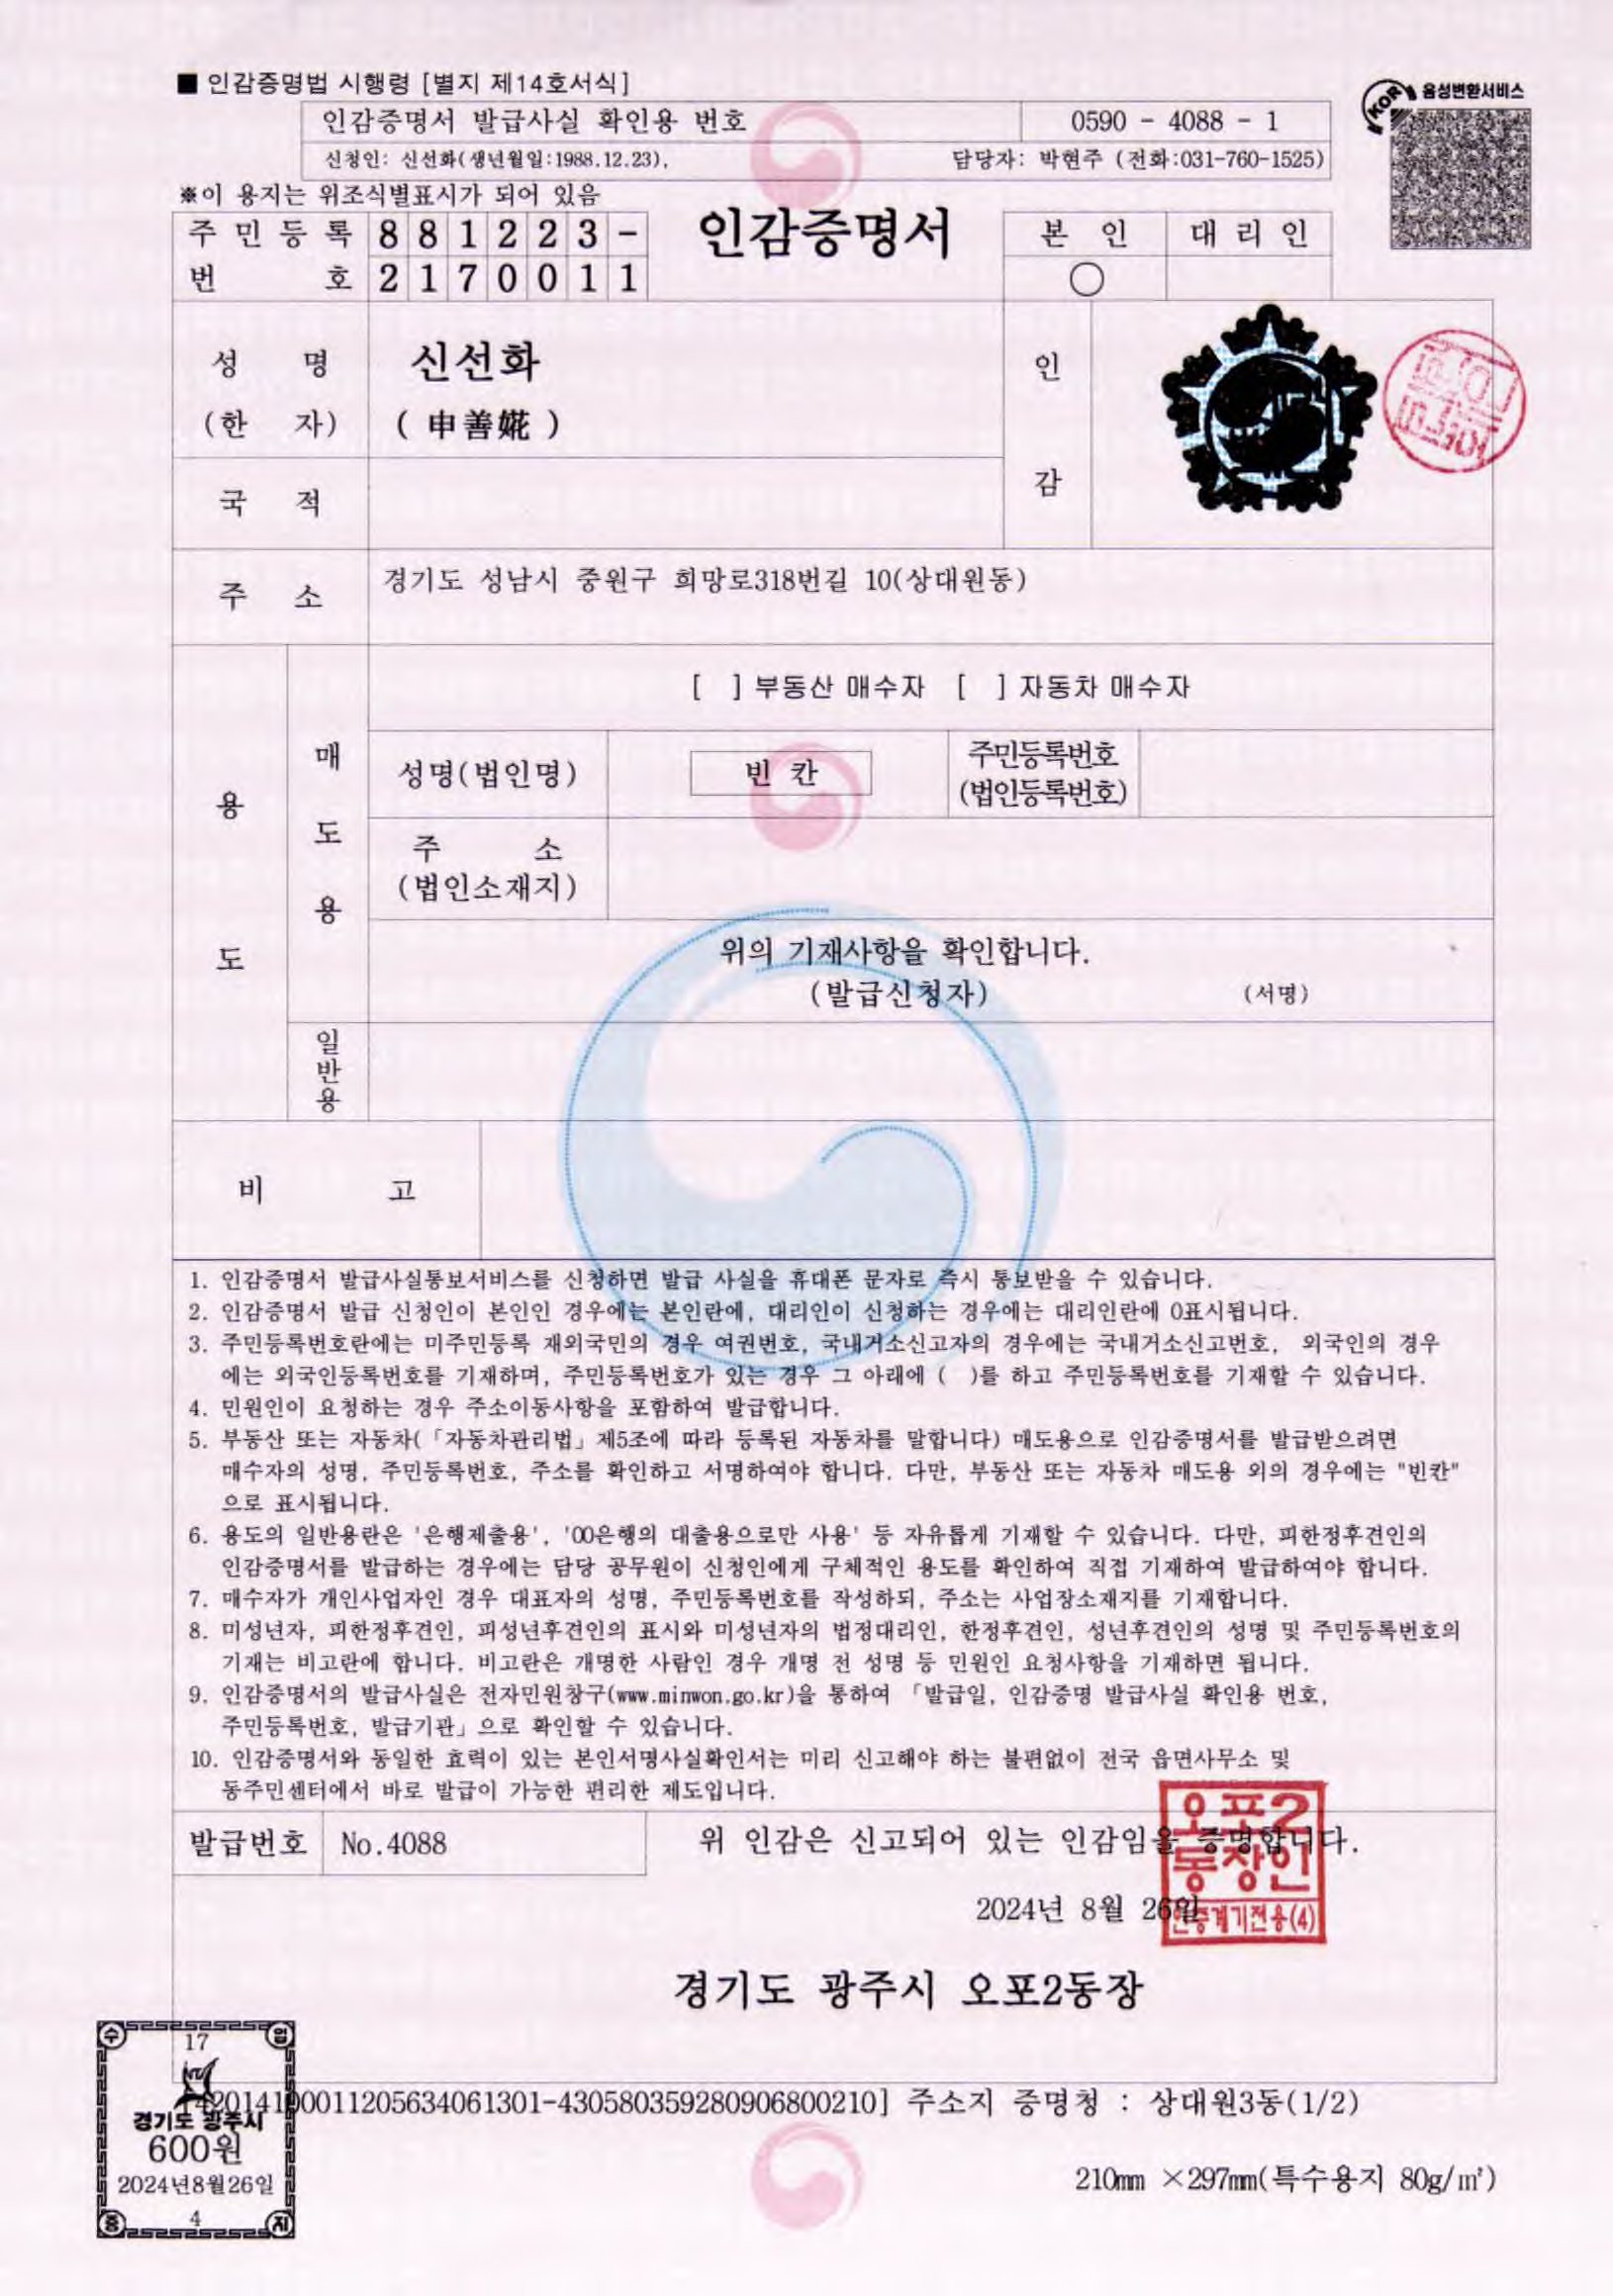 ■ 인감증명법 시행령 [별지 제14호서식]
음성변환서비스
KOR
인감증명서 발급사실 확인용 번호 0590 - 4088 - 1
신청인: 신선화(생년월일:1988.12.23), 담당자: 박현주 (전화:031-760-1525)
※이 용지는 위조식별표시가 되어 있음
주민등록 881223- 인감증명서 본인 대리인
번호 2170011 ○
성명 신선화 인
(한자) (申善婲)
국적 감
주소 경기도 성남시 중원구 희망로318번길 10(상대원동)
[ ] 부동산 매수자 [ ] 자동차 매수자
용도 매도용
성명(법인명) 빈 칸 주민등록번호
(법인등록번호)
주소
(법인소재지)
위의 기재사항을 확인합니다.
(발급신청자) (서명)
일반용
비고
1. 인감증명서 발급사실통보서비스를 신청하면 발급 사실을 휴대폰 문자로 즉시 통보받을 수 있습니다.
2. 인감증명서 발급 신청인이 본인인 경우에는 본인란에, 대리인이 신청하는 경우에는 대리인란에 0표시됩니다.
3. 주민등록번호란에는 미주민등록 재외국민의 경우 여권번호, 국내거소신고자의 경우에는 국내거소신고번호, 외국인의 경우
에는 외국인등록번호를 기재하며, 주민등록번호가 있는 경우 그 아래에 ( )를 하고 주민등록번호를 기재할 수 있습니다.
4. 민원인이 요청하는 경우 주소이동사항을 포함하여 발급합니다.
5. 부동산 또는 자동차(「자동차관리법」제5조에 따라 등록된 자동차를 말합니다) 매도용으로 인감증명서를 발급받으려면
매수자의 성명, 주민등록번호, 주소를 확인하고 서명하여야 합니다. 다만, 부동산 또는 자동차 매도용 외의 경우에는 "빈칸"
으로 표시됩니다.
6. 용도의 일반용란은 '은행제출용', '00은행의 대출용으로만 사용' 등 자유롭게 기재할 수 있습니다. 다만, 피한정후견인의
인감증명서를 발급하는 경우에는 담당 공무원이 신청인에게 구체적인 용도를 확인하여 직접 기재하여 발급하여야 합니다.
7. 매수자가 개인사업자인 경우 대표자의 성명, 주민등록번호를 작성하되, 주소는 사업장소재지를 기재합니다.
8. 미성년자, 피한정후견인, 피성년후견인의 표시와 미성년자의 법정대리인, 한정후견인, 성년후견인의 성명 및 주민등록번호의
기재는 비고란에 합니다. 비고란은 개명한 사람인 경우 개명 전 성명 등 민원인 요청사항을 기재하면 됩니다.
9. 인감증명서의 발급사실은 전자민원창구(www.minwon.go.kr)을 통하여 「발급일, 인감증명 발급사실 확인용 번호,
주민등록번호, 발급기관」으로 확인할 수 있습니다.
10. 인감증명서와 동일한 효력이 있는 본인서명사실확인서는 미리 신고해야 하는 불편없이 전국 읍면사무소 및
동주민센터에서 바로 발급이 가능한 편리한 제도입니다.
발급번호 No.4088 위 인감은 신고되어 있는 인감임을 증명합니다.
오포2
동장인
민증계기전용(4)
2024년 8월 26일
경기도 광주시 오포2동장
수 17 입
경기도 광주시
600원
2024년8월26일
증 4 지
주소지 증명청 : 상대원3동(1/2)
210mm ×297mm(특수용지 80g/㎡)